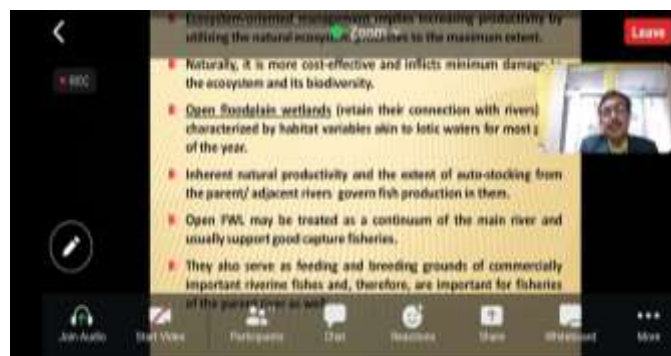 Ecosystem-oriented management implies increasing productivity by
Zoom
Leave
utilizing the natural ecosystem to the maximum extent.
REC
Naturally, it is more cost-effective and inflicts minimum damage
the ecosystem and its biodiversity.
Open floodplain wetlands (retain their connection with rivers)
characterized by habitat variables akin to lotic waters for most
of the year.
Inherent natural productivity and the extent of auto-stocking from
the parent/ adjacent rivers govern fish production in them.
Open FWL may be treated as a continuum of the main river and
usually support good capture fisheries.
They also serve as feeding and breeding grounds of commercially
important riverine fishes and, therefore, are important for fisheries
of the parent river as well
Join Audio Start Video Participants Chat Reactions Share Whiteboard More